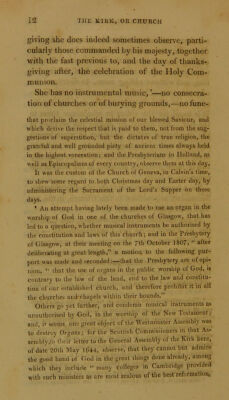 12 THE KIRK, OR CHURCH
giving she does indeed sometimes observe, parti-
cularly those commanded by his majesty, together
with the fast previous to, and the day of thanks-
giving after, the celebration of the Holy Com-
munion.
She has no instrumental music,'—no consecra-
tion of churches or of burying grounds,—no fune-
that proclaim the celestial mission of our blessed Saviour, and
which derive the respect that is paid to them, not from the sug-
gestions of superstition, but the dictates of true religion, the
grateful and well grounded piety of ancient times always held
in the highest veneration; and the Presbyterians in Holland, as
well as Episcopalians of every country, observe them at this day.
It was the custom of the Church of Geneva, in Calvin's time,
to shew some regard to both Christmas day and Easter day, by
administering the Sacrament of the Lord's Supper on those
days.
* An attempt having lately been made to use an organ in the
worship of God in one of the churches of Glasgow, that has
led to a question, whether musical instruments be authorised by
the constitution and laws of this church; and in the Presbytery
of Glasgow, at their meeting on the 7th October 1807, "after
deliberating at great length," a motion to the following pur-
port was made and recorded:—that the Presbytery are of opi-
nion, "that the use of organs in the public worship of God, is
contrary to the law of the land, and to the law and constitu-
tion of our established church, and therefore prohibit it in all
the churches and chapels within their bounds."
Others go yet farther, and condemn musical instruments as
unauthorised by God, in the worship of the New Testament;
and, it seems, one great object of the Westminster Assembly was
to destroy Organs; for the Scottish Commissioners in that As-
sembly, in their letter to the General Assembly of the Kirk here,
of date 20th May 1644, observe, that they cannot but admire
the good hand of God in the great things done already, among
which they include "many colleges in Cambridge provided
with such ministers as are most zealous of the best reformation,